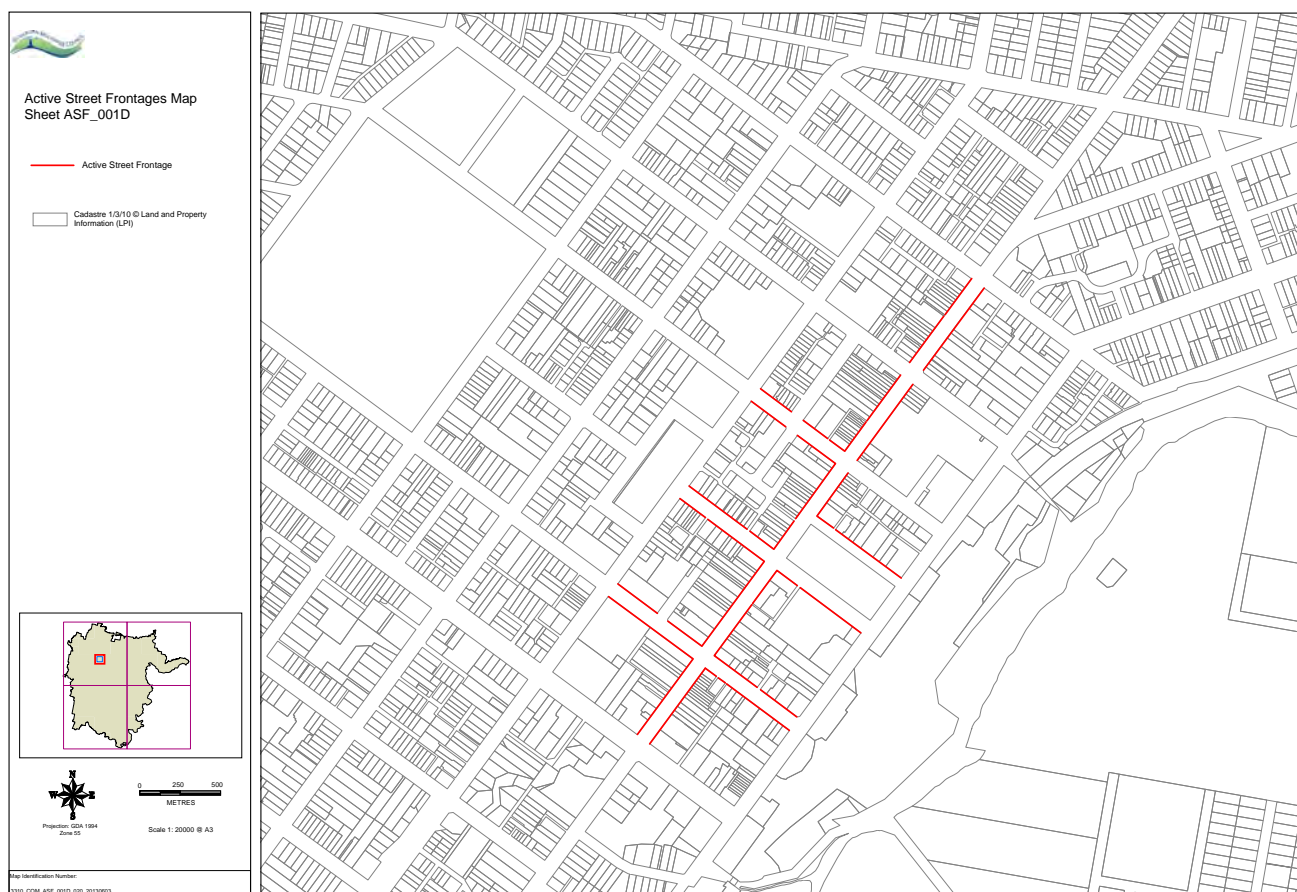 Active Street Frontages Map
Sheet ASF_001D
Active Street Frontage
Cadastre 1/3/10 © Land and Property
Information (LPI)
N
W E
S
Projection: GDA 1994
Zone 55
0 250 500
METRES
Scale 1: 20000 @ A3
Map Identification Number: